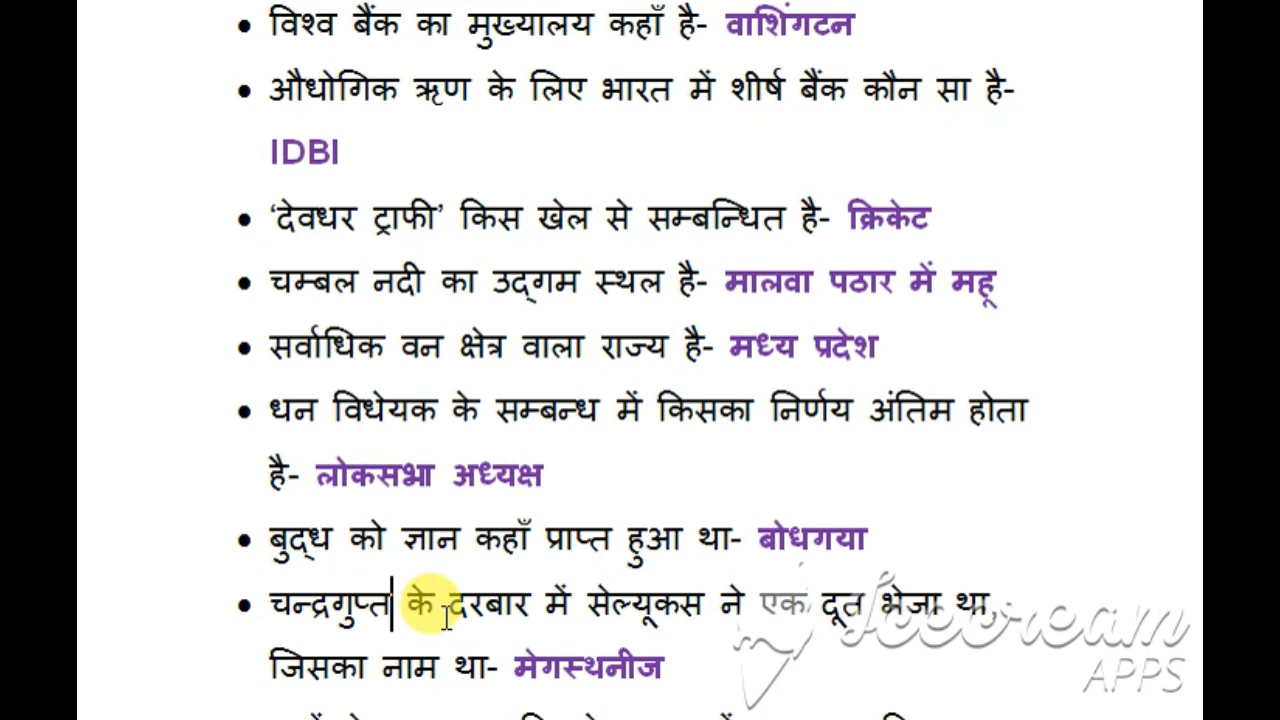 • विश्व बैंक का मुख्यालय कहाँ है- वाशिंगटन
• औधोगिक ऋण के लिए भारत में शीर्ष बैंक कौन सा है-
IDBI
• ‘देवधर ट्राफी’ किस खेल से सम्बन्धित है- क्रिकेट
• चम्बल नदी का उद्गम स्थल है- मालवा पठार में महू
• सर्वाधिक वन क्षेत्र वाला राज्य है- मध्य प्रदेश
• धन विधेयक के सम्बन्ध में किसका निर्णय अंतिम होता
है- लोकसभा अध्यक्ष
• बुद्ध को ज्ञान कहाँ प्राप्त हुआ था- बोधगया
• चन्द्रगुप्त के दरबार में सेल्यूकस ने एक दूत भेजा था,
जिसका नाम था- मेगस्थनीज
Icecream
APPS